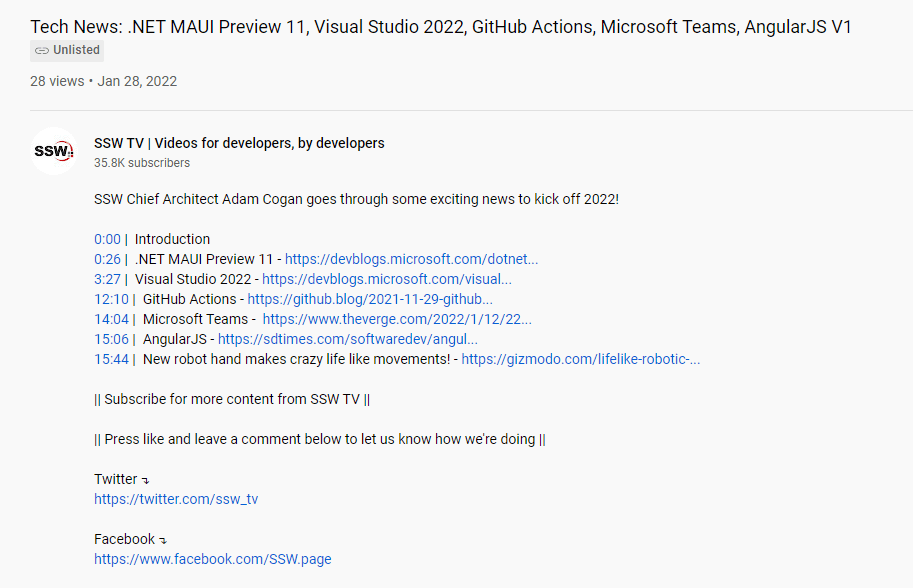 Tech News: .NET MAUI Preview 11, Visual Studio 2022, GitHub Actions, Microsoft Teams, AngularJS V1
Unlisted
28 views • Jan 28, 2022
SSW
SSW TV | Videos for developers, by developers
35.8K subscribers
SSW Chief Architect Adam Cogan goes through some exciting news to kick off 2022!
0:00 | Introduction
0:26 | .NET MAUI Preview 11 - https://devblogs.microsoft.com/dotnet...
3:27 | Visual Studio 2022 - https://devblogs.microsoft.com/visual...
12:10 | GitHub Actions - https://github.blog/2021-11-29-github...
14:04 | Microsoft Teams - https://www.theverge.com/2022/1/12/22...
15:06 | AngularJS - https://sdtimes.com/softwaredev/angul...
15:44 | New robot hand makes crazy life like movements! - https://gizmodo.com/lifelike-robotic-...
|| Subscribe for more content from SSW TV ||
|| Press like and leave a comment below to let us know how we're doing ||
Twitter ⮧
https://twitter.com/ssw_tv
Facebook ⮧
https://www.facebook.com/SSW.page